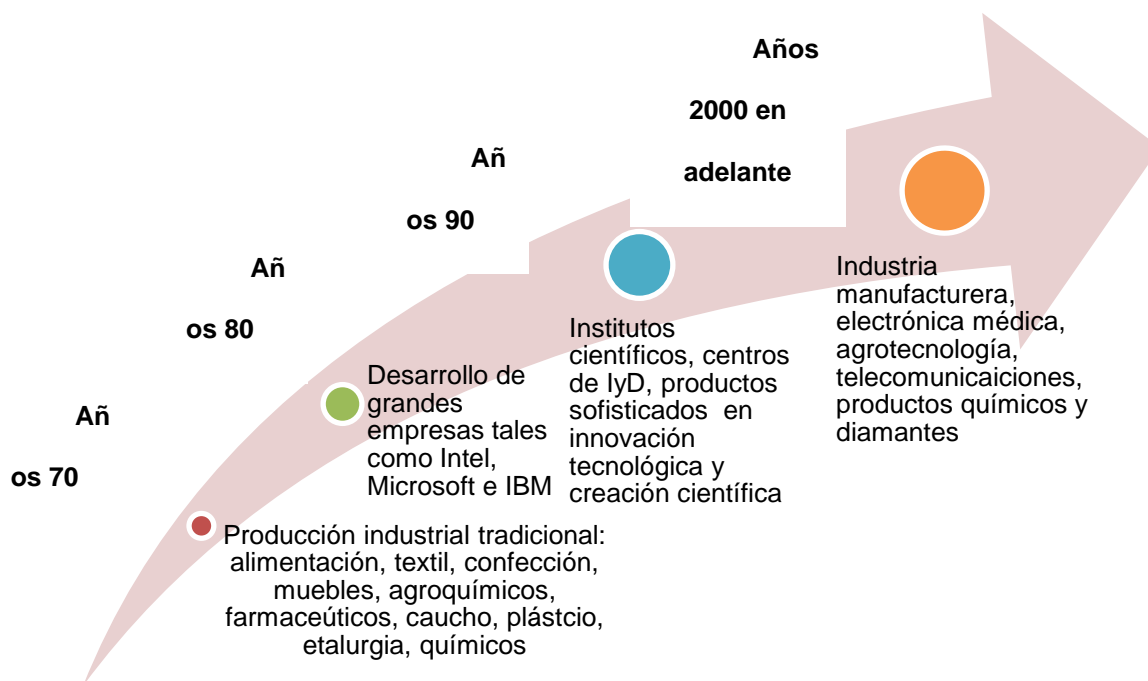 Años
2000 en
adelante
Añ
os 90
Añ
os 80
Añ
os 70
Industria
manufacturera,
electrónica médica,
agrotecnología,
telecomunicaiciones,
productos químicos y
diamantes
Institutos
científicos, centros
de IyD, productos
sofisticados en
innovación
tecnológica y
creación científica
Desarrollo de
grandes
empresas tales
como Intel,
Microsoft e IBM
Producción industrial tradicional:
alimentación, textil, confección,
muebles, agroquímicos,
farmaceúticos, caucho, plástcio,
etalurgia, químicos